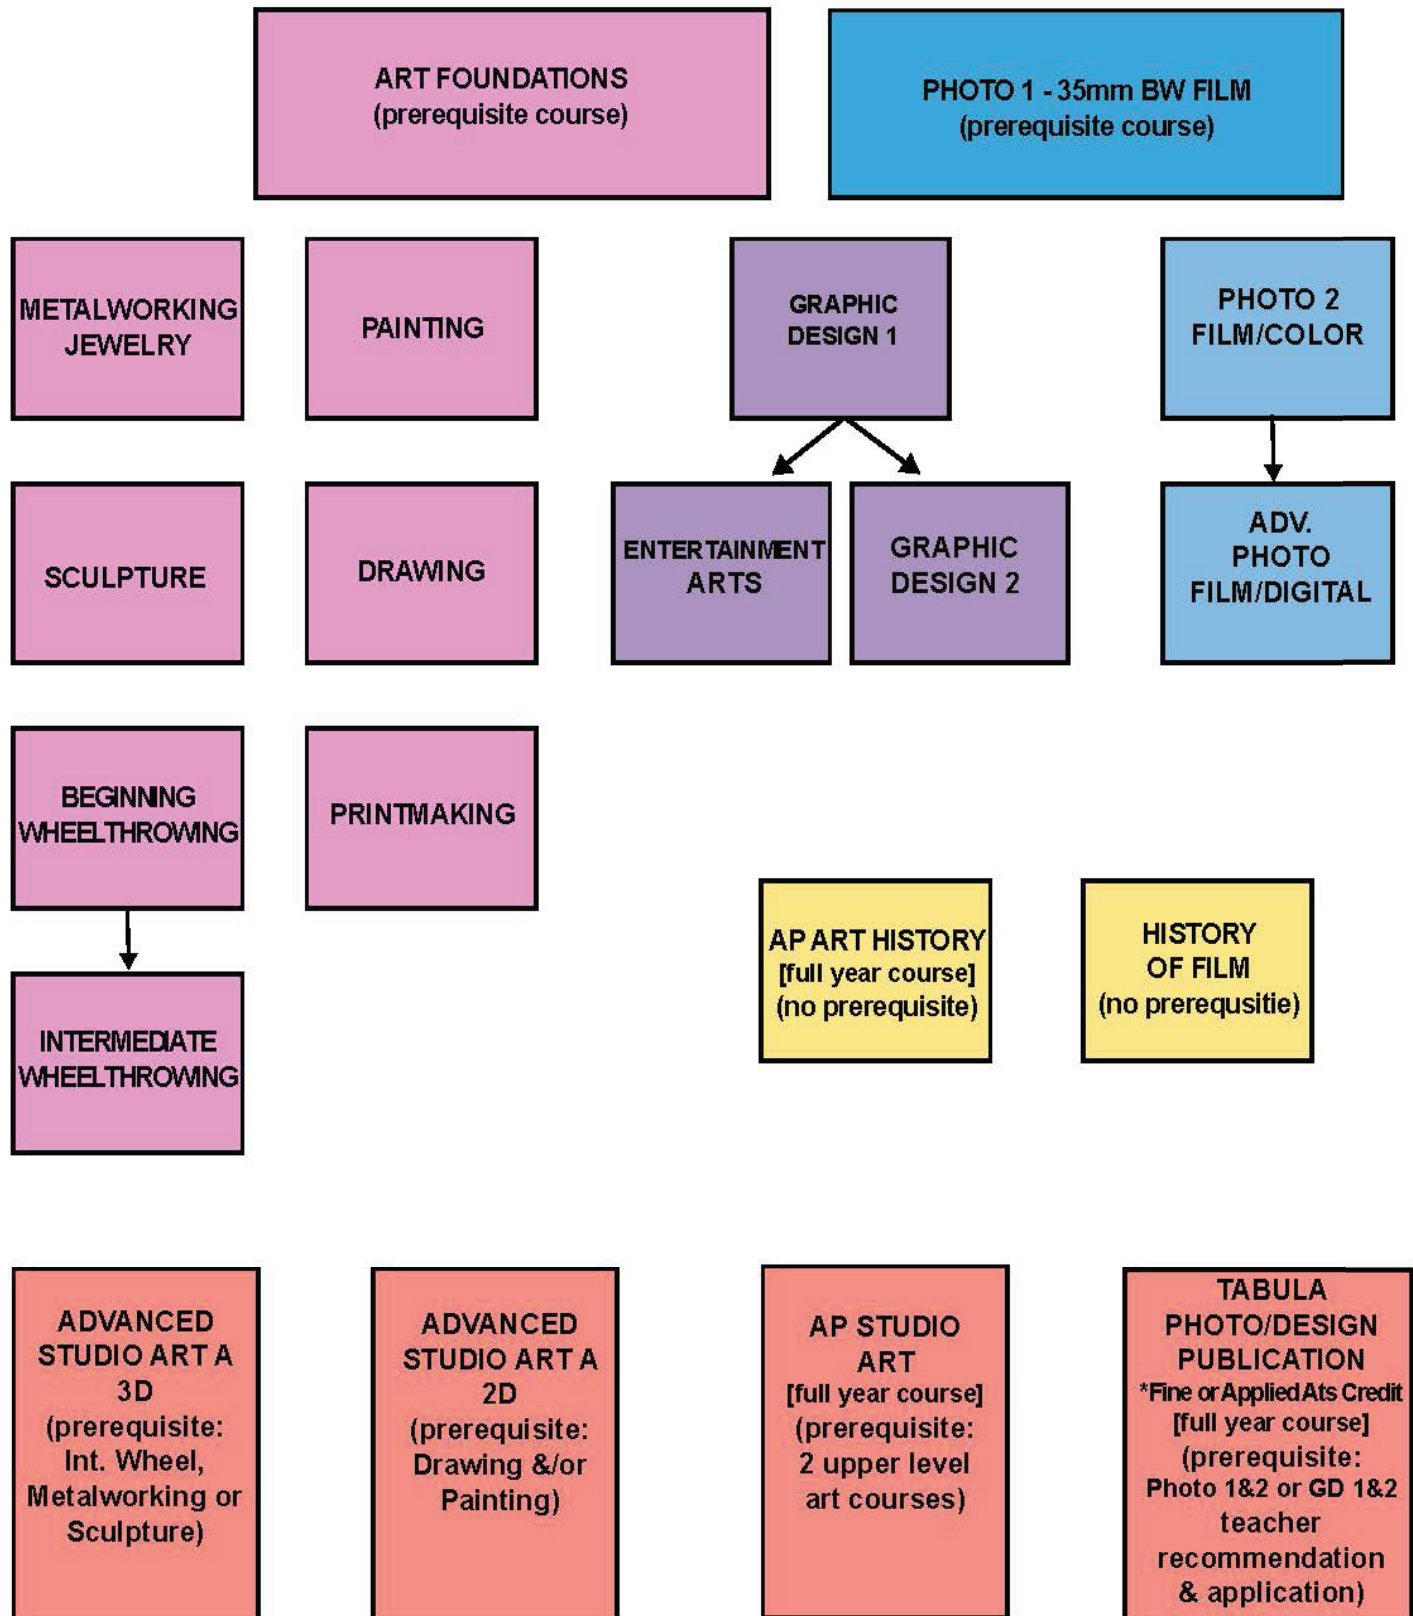 ART FOUNDATIONS
(prerequisite course)
PHOTO 1 - 35mm BW FILM
(prerequisite course)
METALWORKING
JEWELRY
PAINTING
GRAPHIC
DESIGN 1
PHOTO 2
FILM/COLOR
SCULPTURE
DRAWING
ENTERTAINMENT
ARTS
GRAPHIC
DESIGN 2
ADV.
PHOTO
FILM/DIGITAL
BEGINNING
WHEELTHROWING
PRINTMAKING
AP ART HISTORY
[full year course]
(no prerequisite)
HISTORY
OF FILM
(no prerequsitie)
INTERMEDIATE
WHEELTHROWING
ADVANCED
STUDIO ART A
3D
(prerequisite:
Int. Wheel,
Metalworking or
Sculpture)
ADVANCED
STUDIO ART A
2D
(prerequisite:
Drawing &/or
Painting)
AP STUDIO
ART
[full year course]
(prerequisite:
2 upper level
art courses)
TABULA
PHOTO/DESIGN
PUBLICATION
*Fine or Applied Ats Credit
[full year course]
(prerequisite:
Photo 1&2 or GD 1&2
teacher
recommendation
& application)